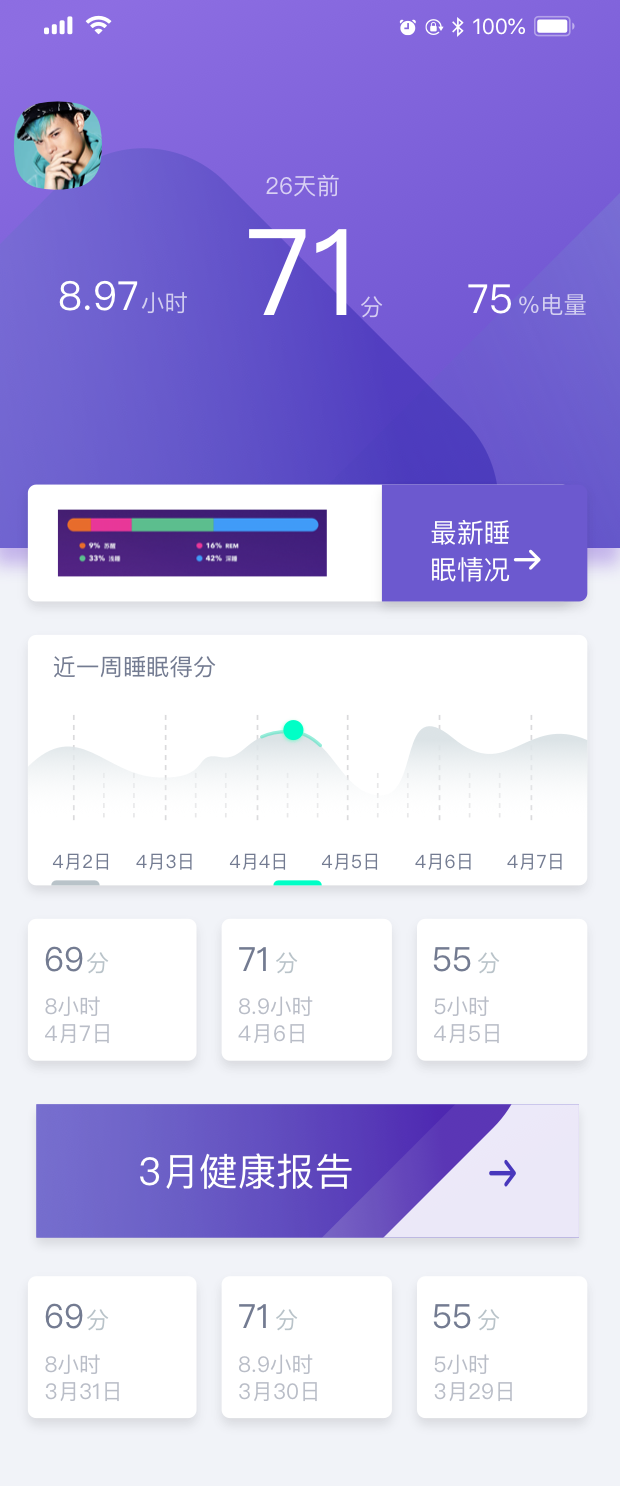 100%
26天前
8.97小时
71分
75%电量
9% 苏醒
16% REM
33% 浅睡
42% 深睡
最新睡
眠情况
近一周睡眠得分
4月2日 4月3日 4月4日 4月5日 4月6日 4月7日
69分
8小时
4月7日
71分
8.9小时
4月6日
55分
5小时
4月5日
3月健康报告
69分
8小时
3月31日
71分
8.9小时
3月30日
55分
5小时
3月29日